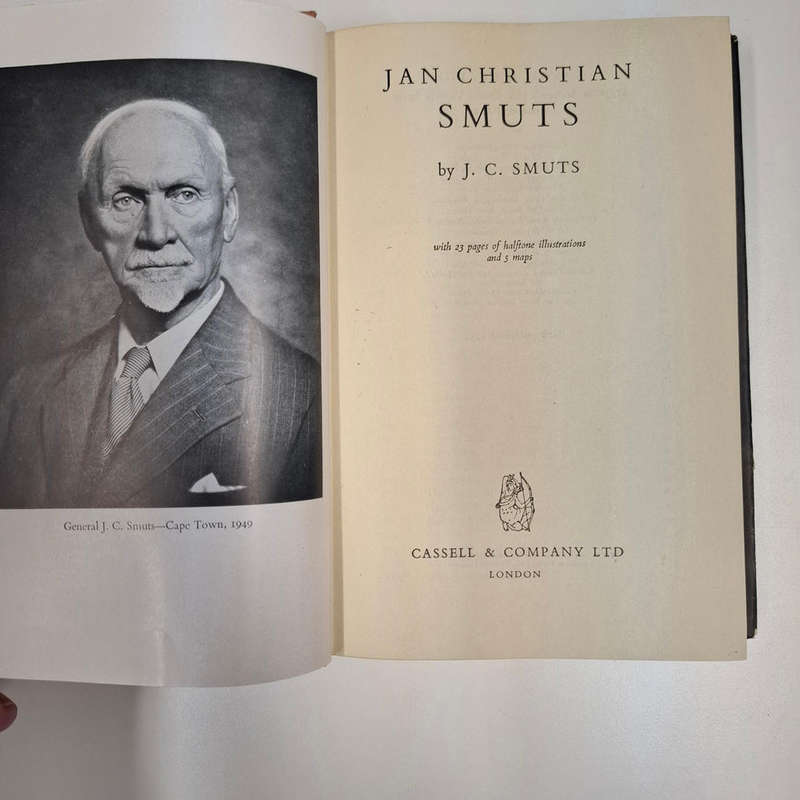 General J. C. Smuts—Cape Town, 1949
JAN CHRISTIAN
SMUTS
by J. C. SMUTS
with 23 pages of halftone illustrations
and 5 maps
CASSELL & COMPANY LTD
LONDON